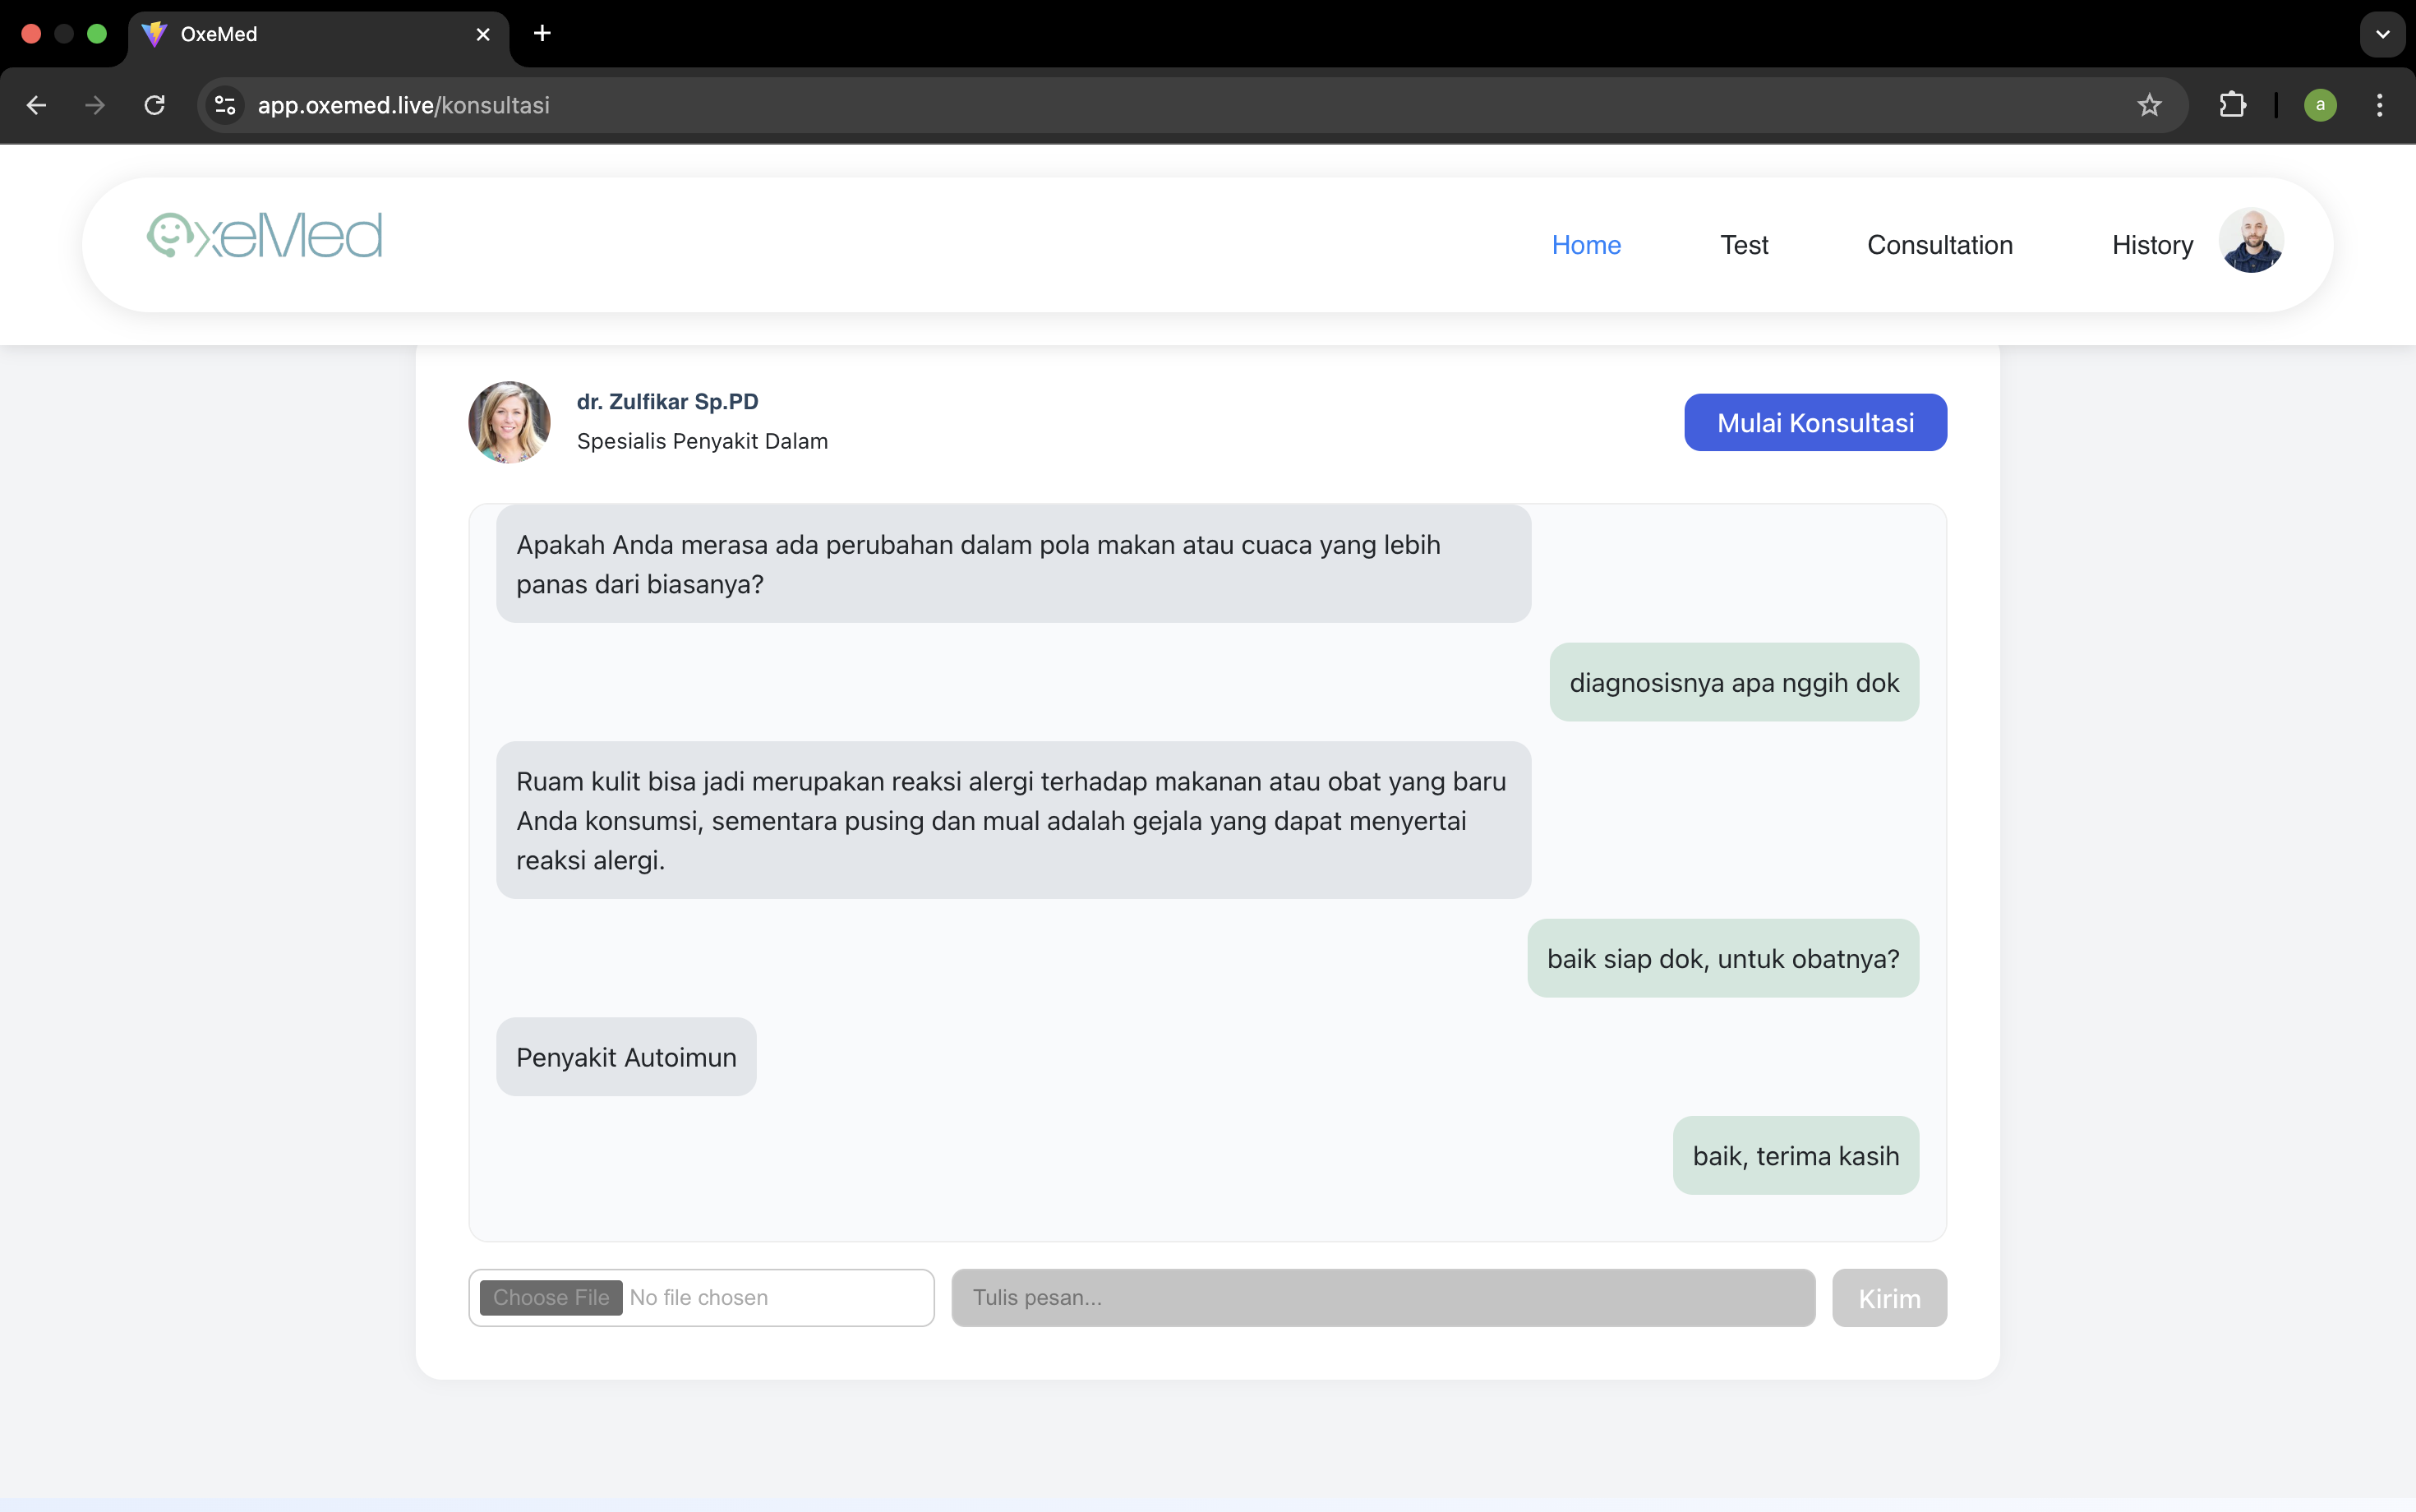 OxeMed
app.oxemed.live/konsultasi
a
OxeMed
Home
Test
Consultation
History
dr. Zulfikar Sp.PD
Spesialis Penyakit Dalam
Mulai Konsultasi
Apakah Anda merasa ada perubahan dalam pola makan atau cuaca yang lebih
panas dari biasanya?
diagnosisnya apa nggih dok
Ruam kulit bisa jadi merupakan reaksi alergi terhadap makanan atau obat yang baru
Anda konsumsi, sementara pusing dan mual adalah gejala yang dapat menyertai
reaksi alergi.
baik siap dok, untuk obatnya?
Penyakit Autoimun
baik, terima kasih
Choose File No file chosen
Tulis pesan...
Kirim